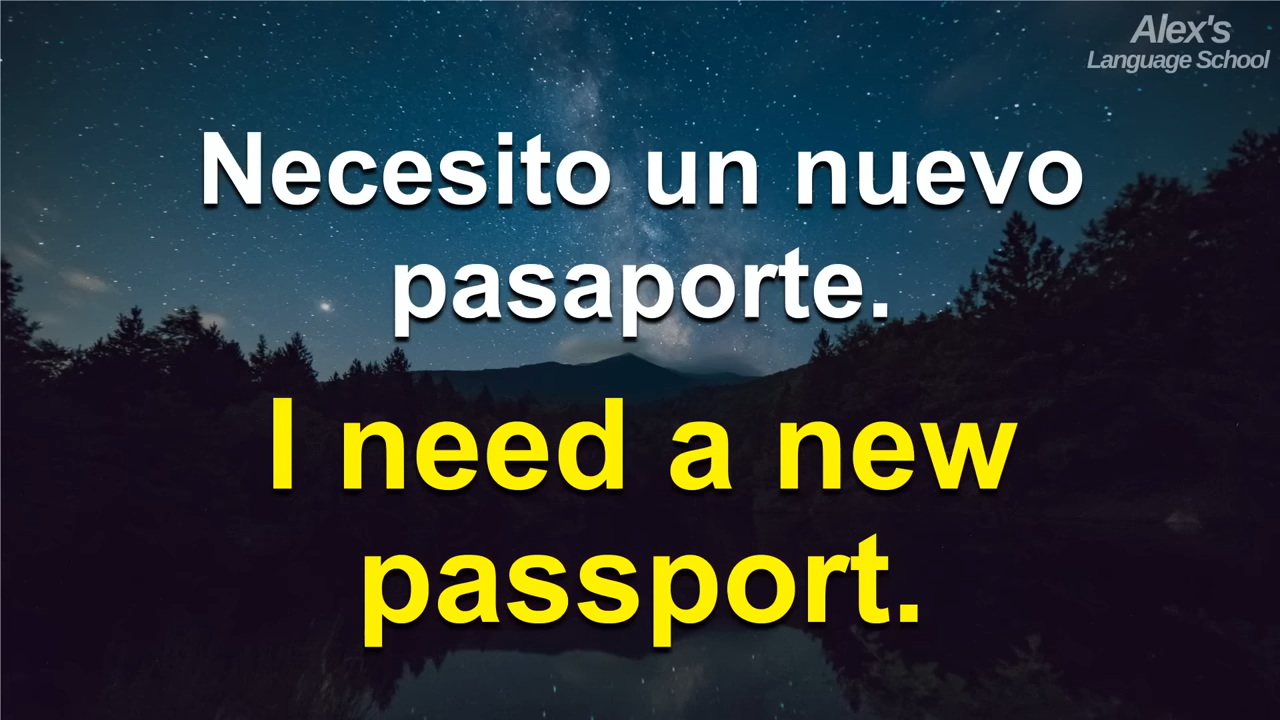 Alex's
Language School
Necesito un nuevo
pasaporte.
I need a new
passport.